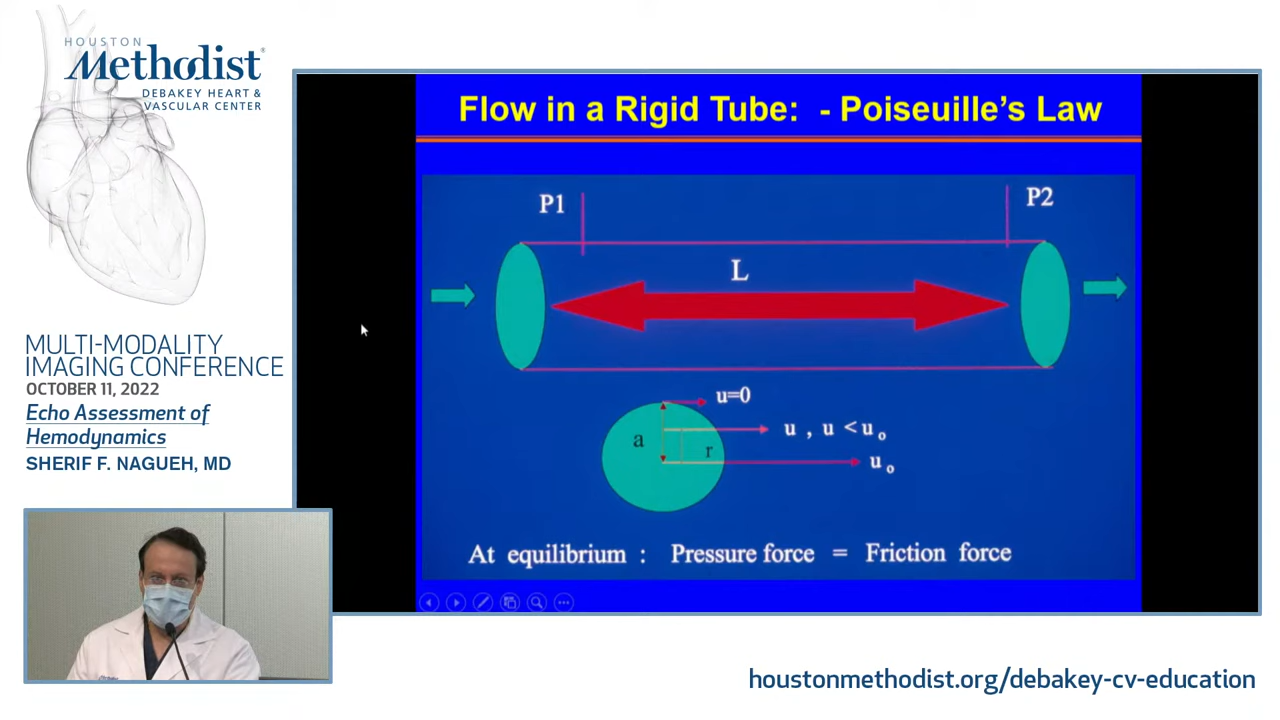 HOUSTON
Methodist®
DEBAKEY HEART &
VASCULAR CENTER
MULTI-MODALITY
IMAGING CONFERENCE
OCTOBER 11, 2022
Echo Assessment of
Hemodynamics
SHERIF F. NAGUEH, MD
Flow in a Rigid Tube: - Poiseuille's Law
P1
P2
L
u=0
a
u , u < u₀
r
u₀
At equilibrium : Pressure force = Friction force
houstonmethodist.org/debakey-cv-education